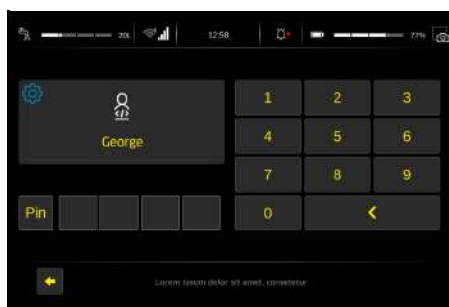 20L 12:58 77%
</>
George
1 2 3
4 5 6
7 8 9
Pin 0
Lorem Iasum dolor sit amet, consetetur